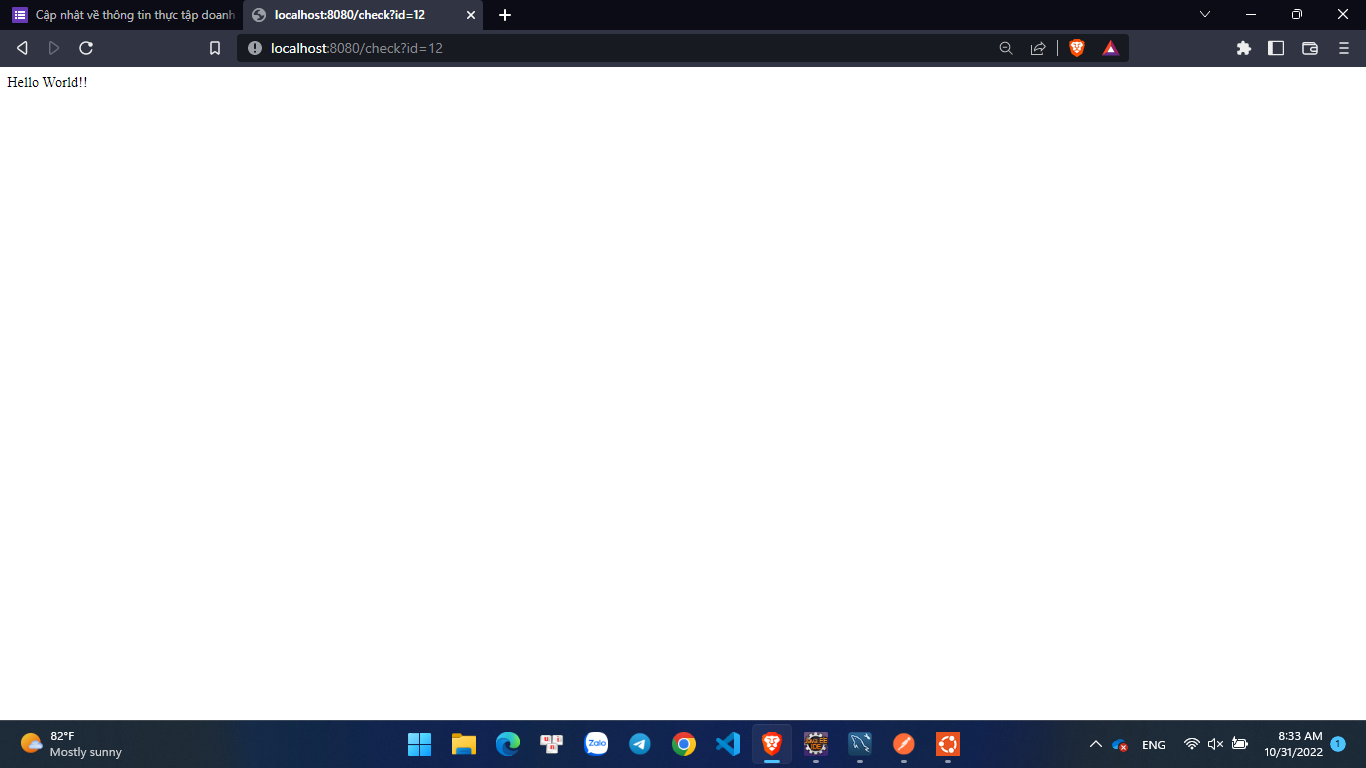 Cập nhật về thông tin thực tập doanh
localhost:8080/check?id=12
localhost:8080/check?id=12
Hello World!!
82°F
Mostly sunny
Zalo
ENG
8:33 AM
10/31/2022
1